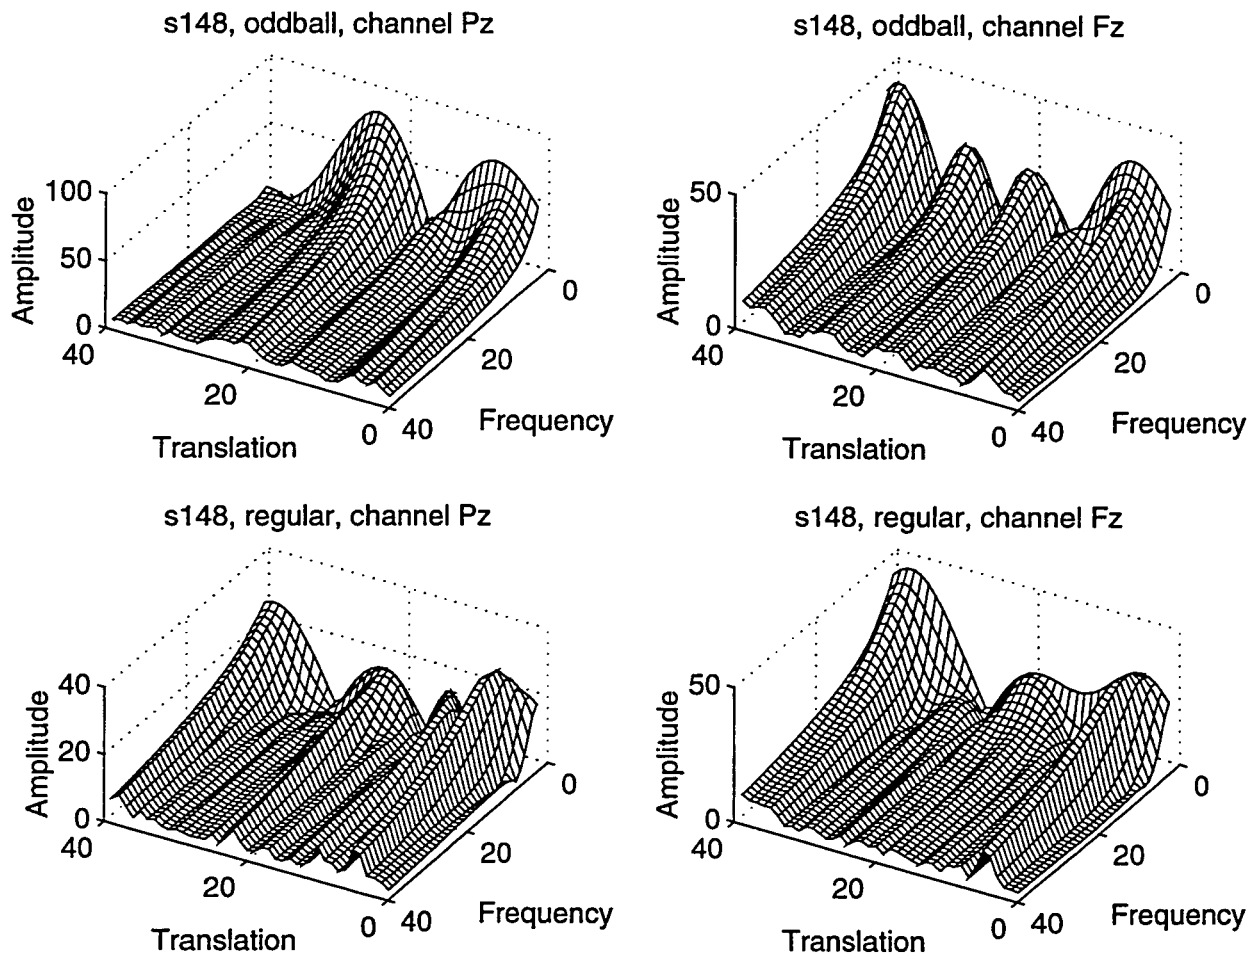 s148, oddball, channel Pz
100
50
0
Amplitude
40
20
0
Translation
40
20
0
Frequency
s148, oddball, channel Fz
50
0
Amplitude
40
20
0
Translation
40
20
0
Frequency
s148, regular, channel Pz
40
20
0
Amplitude
40
20
0
Translation
40
20
0
Frequency
s148, regular, channel Fz
50
0
Amplitude
40
20
0
Translation
40
20
0
Frequency